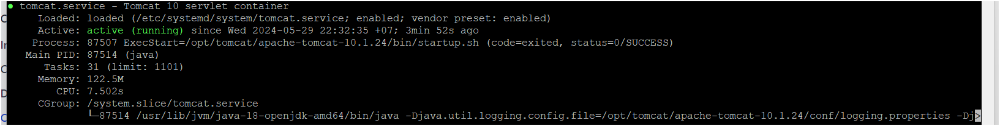 ● tomcat.service - Tomcat 10 servlet container
Loaded: loaded (/etc/systemd/system/tomcat.service; enabled; vendor preset: enabled)
Active: active (running) since Wed 2024-05-29 22:32:35 +07; 3min 52s ago
Process: 87507 ExecStart=/opt/tomcat/apache-tomcat-10.1.24/bin/startup.sh (code=exited, status=0/SUCCESS)
Main PID: 87514 (java)
Tasks: 31 (limit: 1101)
Memory: 122.5M
CPU: 7.502s
CGroup: /system.slice/tomcat.service
└─87514 /usr/lib/jvm/java-18-openjdk-amd64/bin/java -Djava.util.logging.config.file=/opt/tomcat/apache-tomcat-10.1.24/conf/logging.properties -Dj>